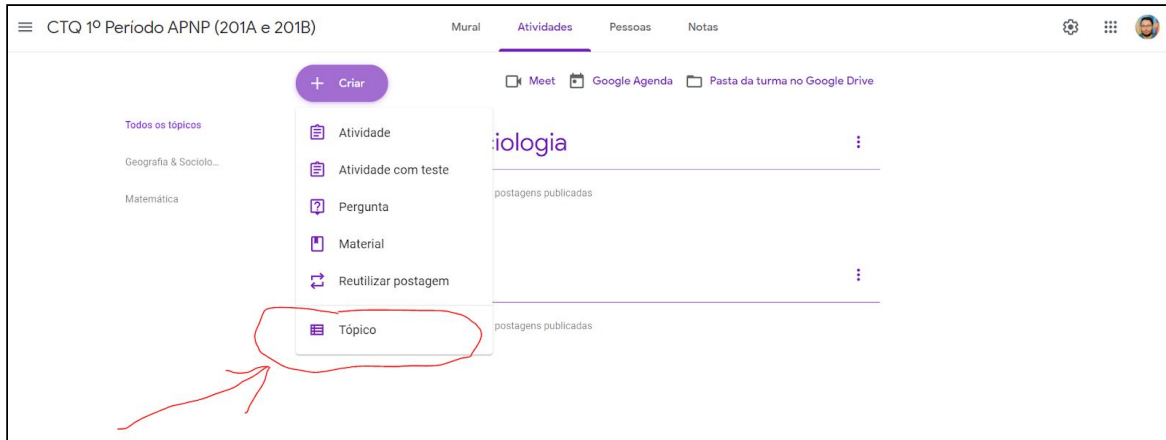 CTQ 1º Período APNP (201A e 201B)
Mural Atividades Pessoas Notas
Criar
Meet Google Agenda Pasta da turma no Google Drive
Todos os tópicos
Geografia & Sociolo...
Matemática
Atividade
Atividade com teste
Pergunta
Material
Reutilizar postagem
Tópico
iologia
postagens publicadas
postagens publicadas